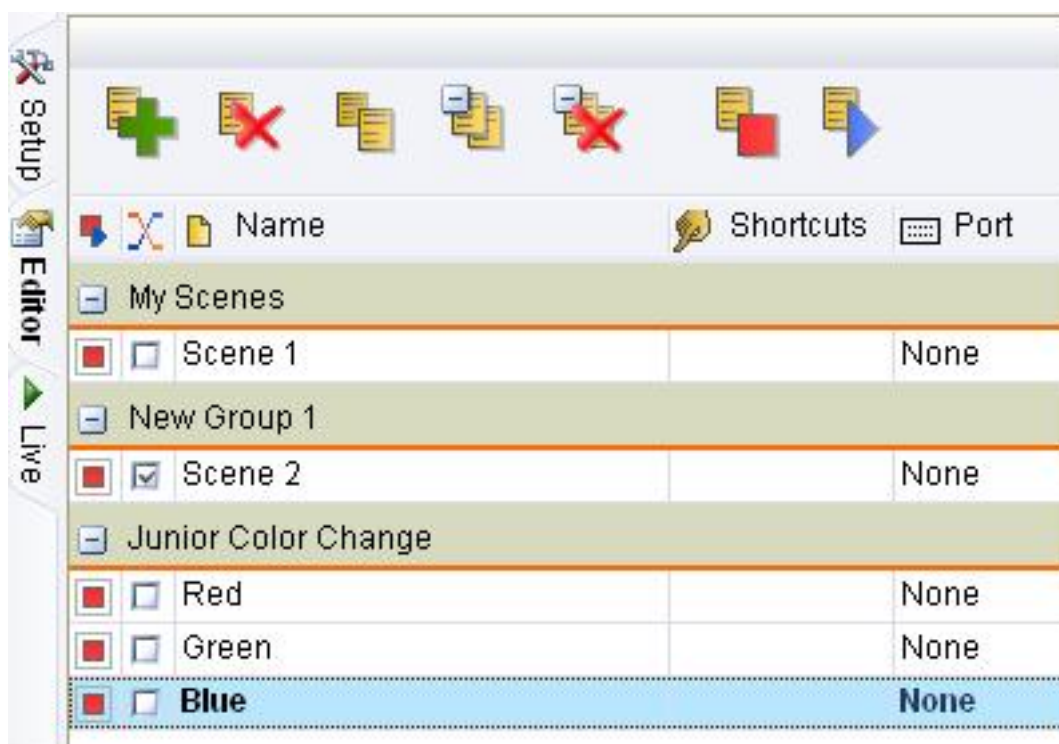 Setup
Editor
Live
Name Shortcuts Port
My Scenes
Scene 1 None
New Group 1
Scene 2 None
Junior Color Change
Red None
Green None
Blue None